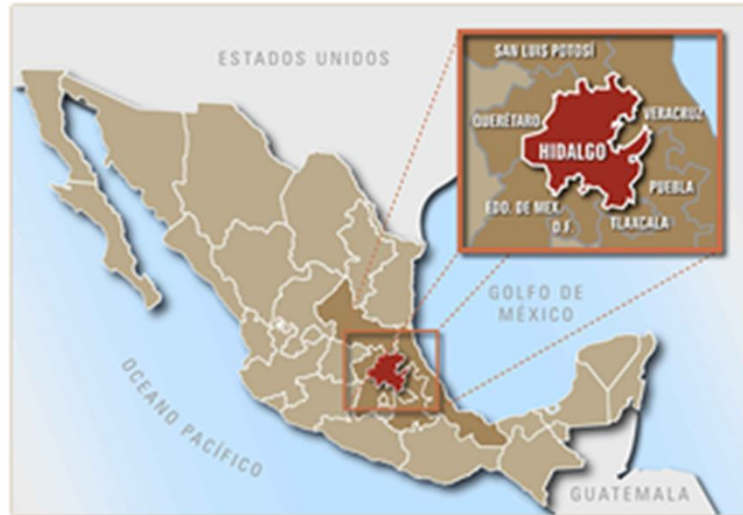 ESTADOS UNIDOS
SAN LUIS POTOSÍ
QUERÉTARO
VERACRUZ
HIDALGO
PUEBLA
EDO. DE MEX.
D.F.
TLAXCALA
GOLFO DE
MÉXICO
OCEANO PACÍFICO
GUATEMALA